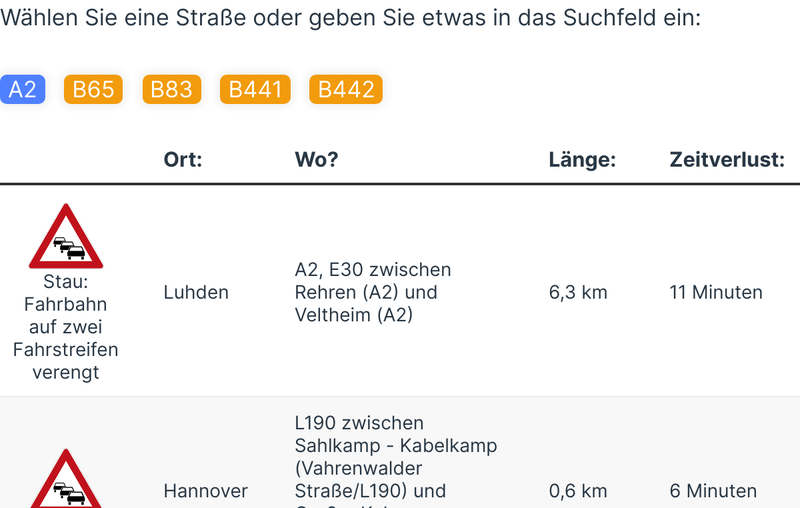 Wählen Sie eine Straße oder geben Sie etwas in das Suchfeld ein:
A2 B65 B83 B441 B442
Ort: Wo? Länge: Zeitverlust:
Stau:
Fahrbahn
auf zwei
Fahrstreifen
verengt
Luhden
A2, E30 zwischen
Rehren (A2) und
Veltheim (A2)
6,3 km
11 Minuten
Hannover
L190 zwischen
Sahlkamp - Kabelkamp
(Vahrenwalder
Straße/L190) und
0,6 km
6 Minuten